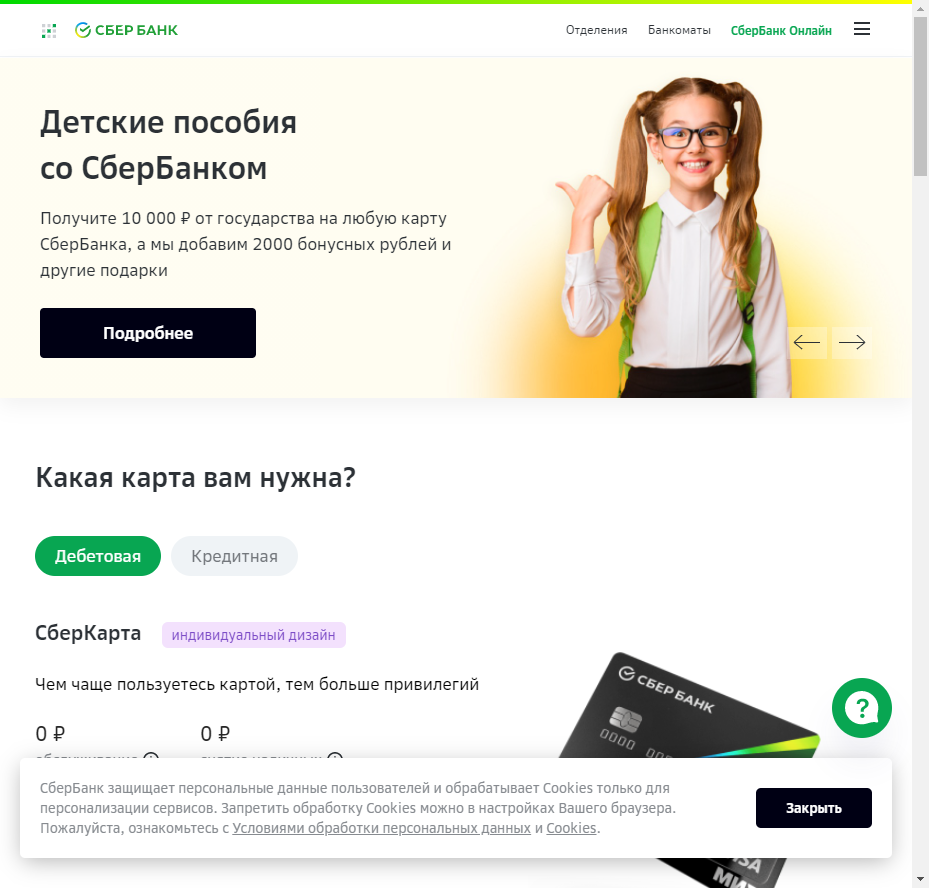 СБЕР БАНК
Отделения
Банкоматы
СберБанк Онлайн
Детские пособия
со СберБанком
Получите 10 000 ₽ от государства на любую карту
СберБанка, а мы добавим 2000 бонусных рублей и
другие подарки
Подробнее
Какая карта вам нужна?
Дебетовая
Кредитная
СберКарта
индивидуальный дизайн
Чем чаще пользуетесь картой, тем больше привилегий
0 ₽
0 ₽
СБЕР БАНК
?
СберБанк защищает персональные данные пользователей и обрабатывает Cookies только для
персонализации сервисов. Запретить обработку Cookies можно в настройках Вашего браузера.
Пожалуйста, ознакомьтесь с Условиями обработки персональных данных и Cookies.
Закрыть
VISA
МИР